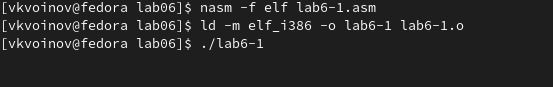 [vkvoinov@fedora lab06]$ nasm -f elf lab6-1.asm
[vkvoinov@fedora lab06]$ ld -m elf_i386 -o lab6-1 lab6-1.o
[vkvoinov@fedora lab06]$ ./lab6-1